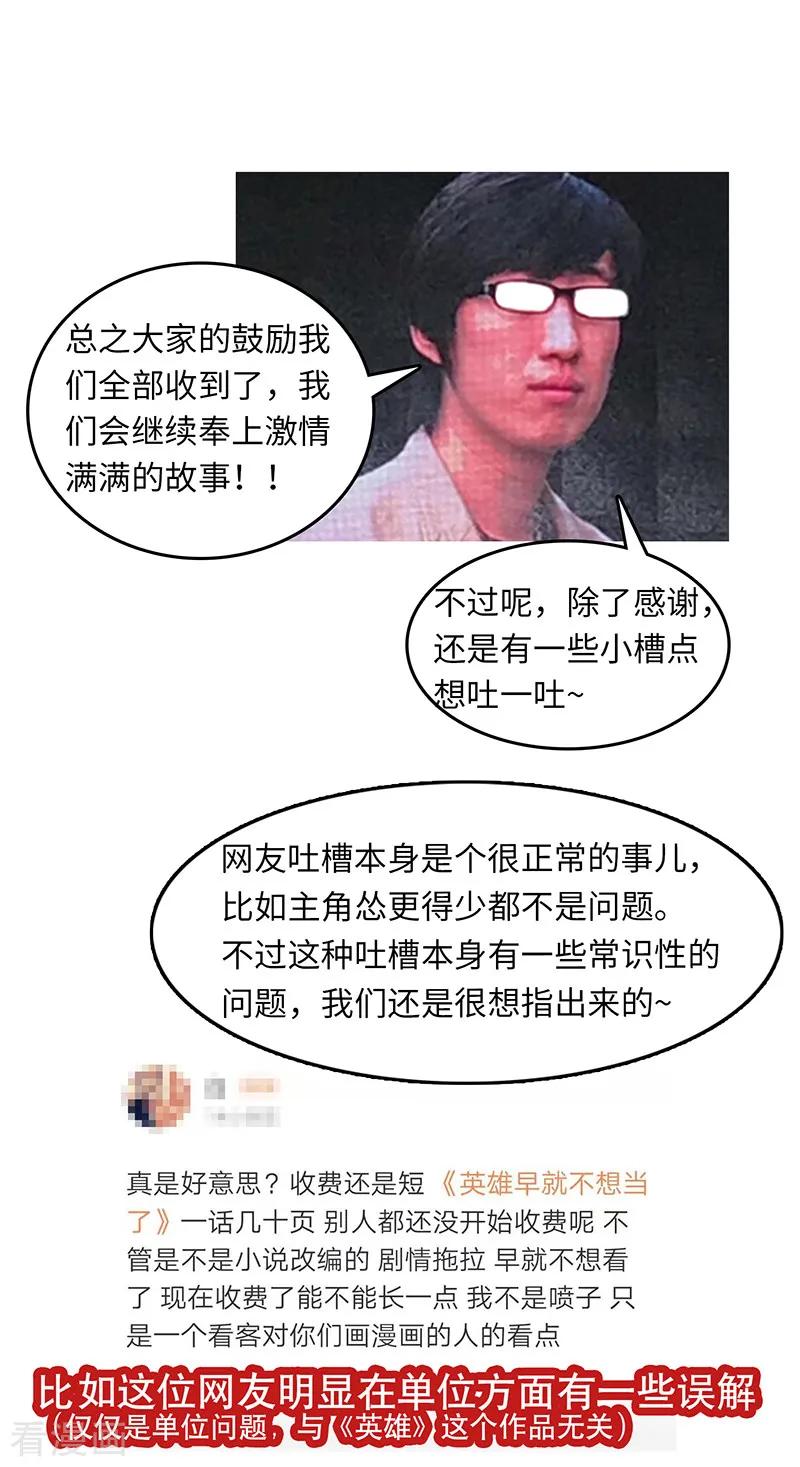 总之大家的鼓励我
们全部收到了，我
们会继续奉上激情
满满的故事！！
不过呢，除了感谢，
还是有一些小槽点
想吐一吐~
网友吐槽本身是个很正常的事儿，
比如主角怂更得少都不是问题。
不过这种吐槽本身有一些常识性的
问题，我们还是很想指出来的~
真是好意思？收费还是短 《英雄早就不想当
了》一话几十页 别人都还没开始收费呢 不
管是不是小说改编的 剧情拖拉 早就不想看
了 现在收费了能不能长一点 我不是喷子 只
是一个看客对你们画漫画的人的看点
比如这位网友明显在单位方面有一些误解
（仅仅是单位问题，与《英雄》这个作品无关）
看漫画